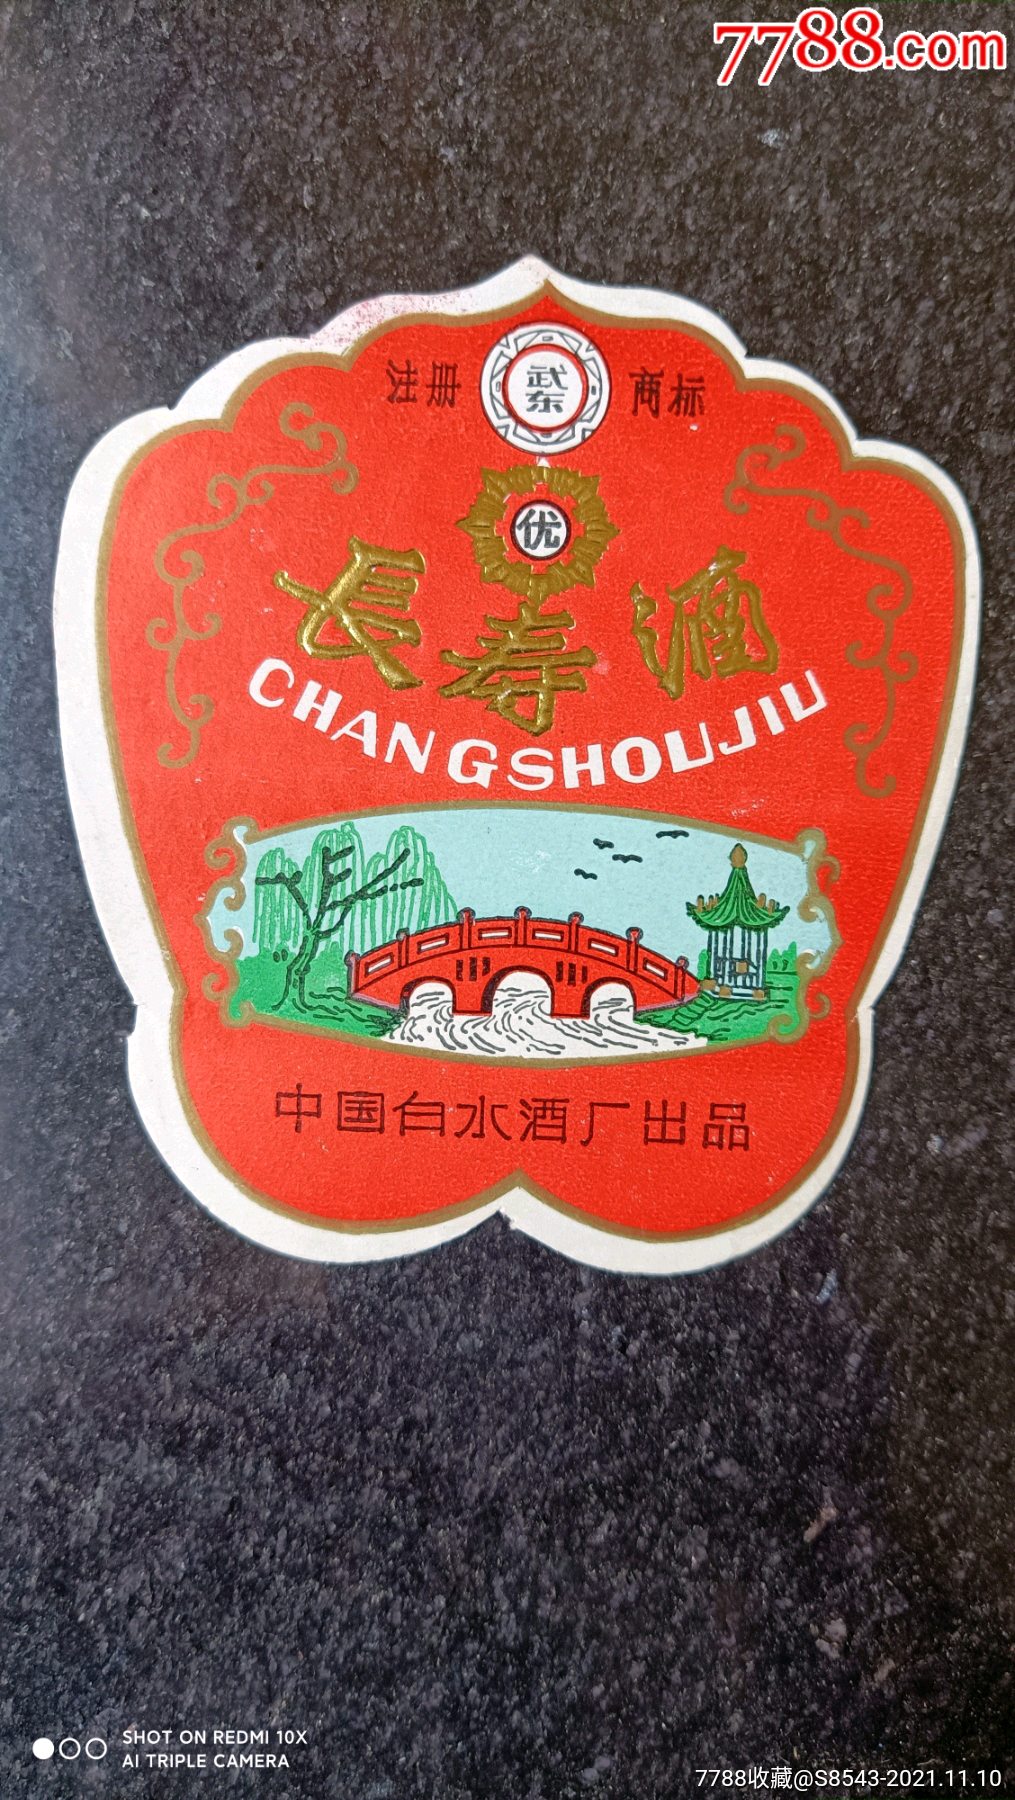 7788.com
注册 武东 商标
优
長寿酒
CHANGSHOUJIU
中国白水酒厂出品
SHOT ON REDMI 10X
AI TRIPLE CAMERA
7788收藏@S8543-2021.11.10